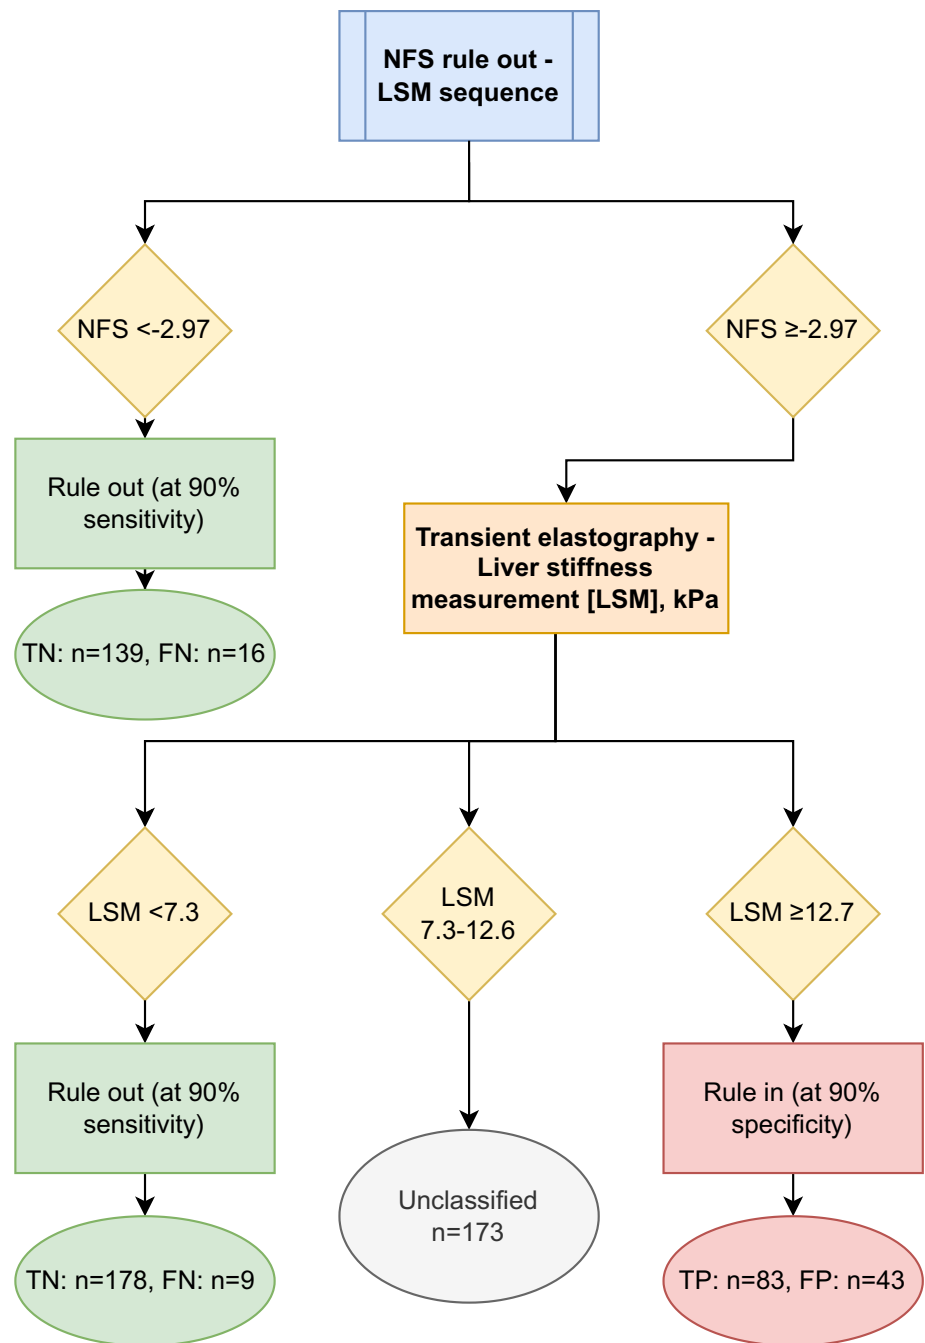 NFS rule out -
LSM sequence
NFS <-2.97
NFS ≥-2.97
Rule out (at 90%
sensitivity)
TN: n=139, FN: n=16
Transient elastography -
Liver stiffness
measurement [LSM], kPa
LSM <7.3
LSM
7.3-12.6
LSM ≥12.7
Rule out (at 90%
sensitivity)
Rule in (at 90%
specificity)
Unclassified
n=173
TN: n=178, FN: n=9
TP: n=83, FP: n=43